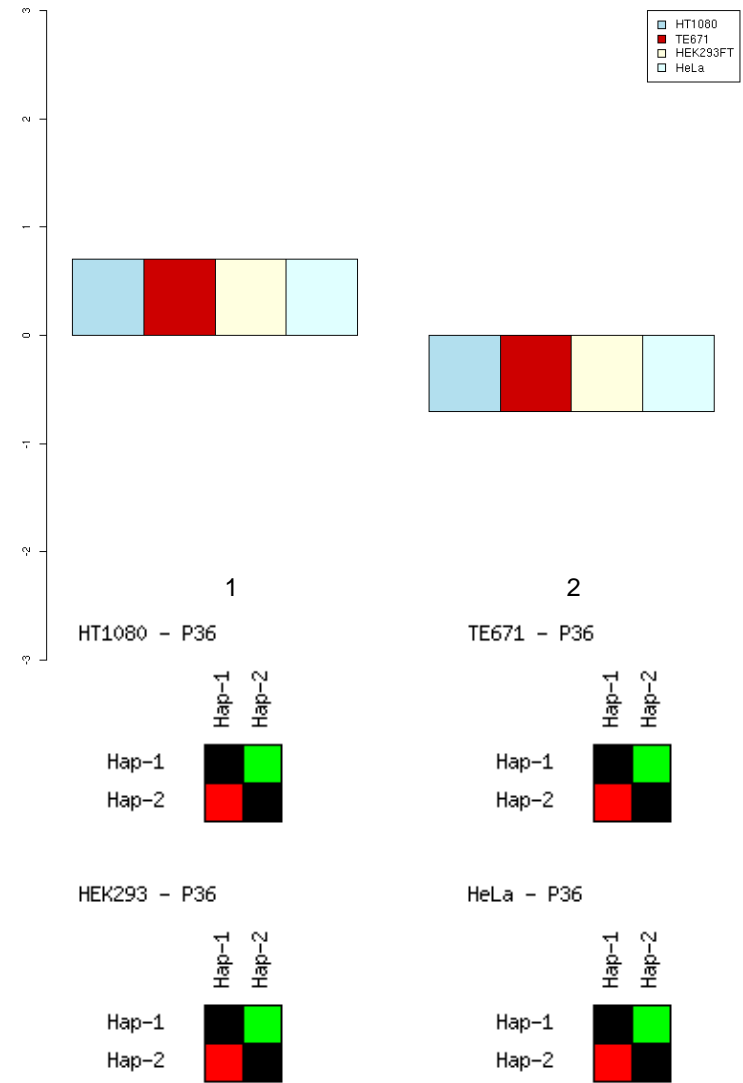 3
HT1080
TE671
HEK293FT
HeLa
2
1
0
-1
-2
-3
1 2
HT1080 – P36 TE671 – P36
Hap–1 Hap–2 Hap–1 Hap–2
Hap–1 Hap–1
Hap–2 Hap–2
HEK293 – P36 HeLa – P36
Hap–1 Hap–2 Hap–1 Hap–2
Hap–1 Hap–1
Hap–2 Hap–2